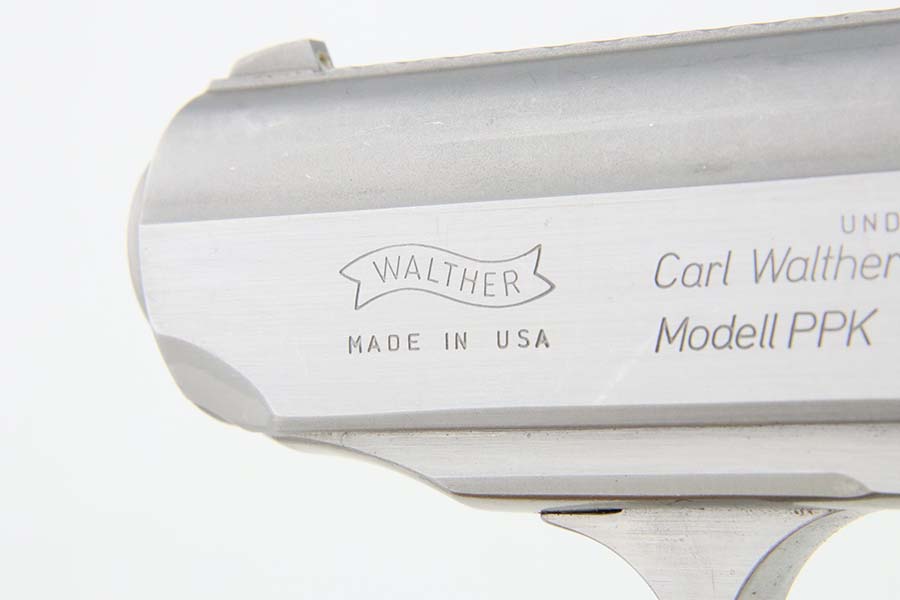 WALTHER
MADE IN USA
UND
Carl Walther
Modell PPK